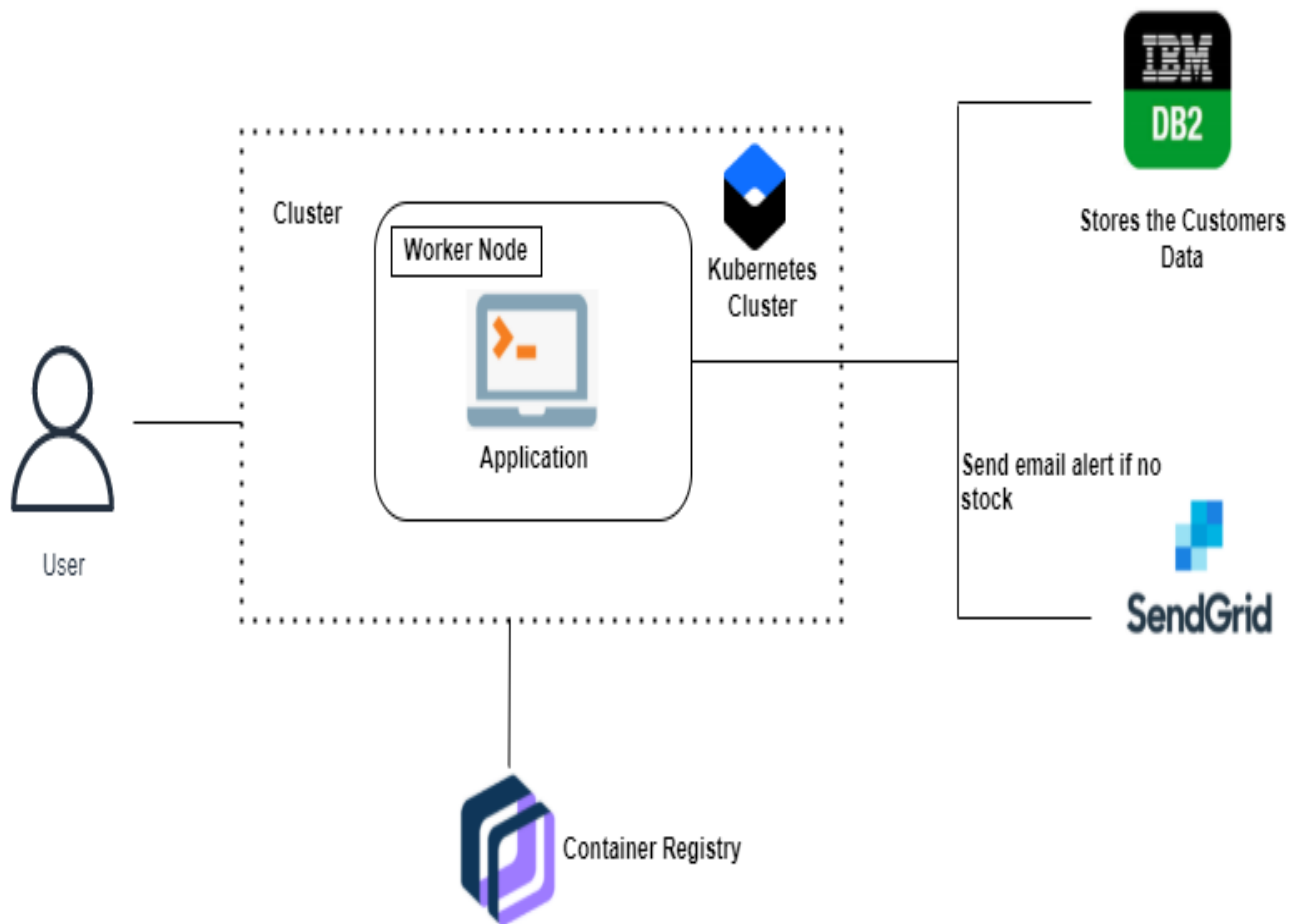 IBM
DB2
Stores the Customers
Data
Cluster
Worker Node
Kubernetes
Cluster
Application
User
Send email alert if no
stock
SendGrid
Container Registry